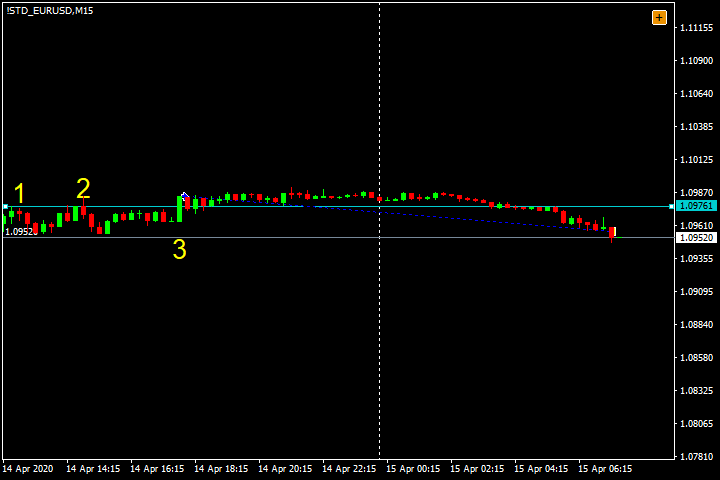 !STD_EURUSD,M15
+
1.11155
1.10900
1.10640
1.10385
1.10125
1.09870
1.09761
1.09610
1.09520
1.09355
1.09095
1.08840
1.08580
1.08325
1.08065
1.07810
1
2
3
1.09520
14 Apr 2020
14 Apr 14:15
14 Apr 16:15
14 Apr 18:15
14 Apr 20:15
14 Apr 22:15
15 Apr 00:15
15 Apr 02:15
15 Apr 04:15
15 Apr 06:15